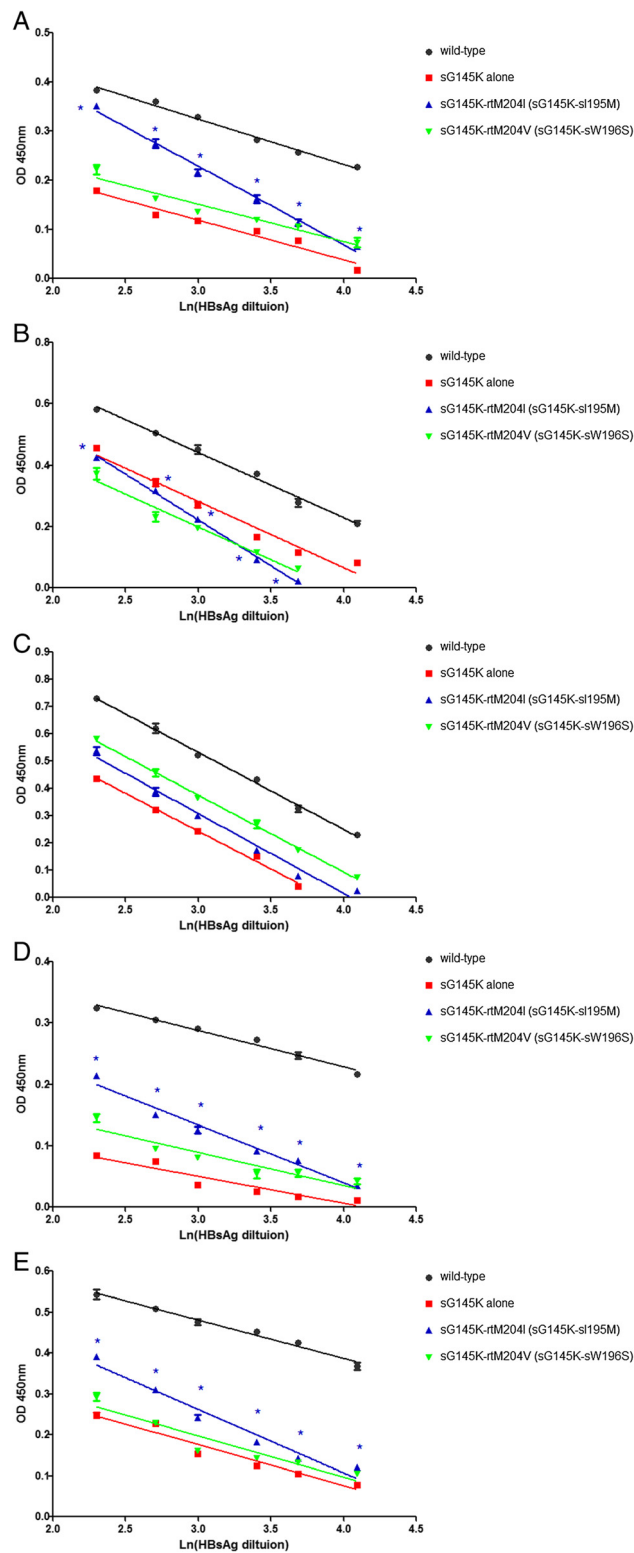 A
OD 450nm
0.5
0.4
0.3
0.2
0.1
0.0
2.0 2.5 3.0 3.5 4.0 4.5
Ln(HBsAg diltuion)
* * * * * *
wild-type
sG145K alone
sG145K-rtM204I (sG145K-sI195M)
sG145K-rtM204V (sG145K-sW196S)
B
OD 450nm
0.8
0.6
0.4
0.2
0.0
2.0 2.5 3.0 3.5 4.0 4.5
Ln(HBsAg diltuion)
* * * * *
wild-type
sG145K alone
sG145K-rtM204I (sG145K-sI195M)
sG145K-rtM204V (sG145K-sW196S)
C
OD 450nm
0.9
0.8
0.7
0.6
0.5
0.4
0.3
0.2
0.1
0.0
2.0 2.5 3.0 3.5 4.0 4.5
Ln(HBsAg diltuion)
wild-type
sG145K alone
sG145K-rtM204I (sG145K-sI195M)
sG145K-rtM204V (sG145K-sW196S)
D
OD 450nm
0.4
0.3
0.2
0.1
0.0
2.0 2.5 3.0 3.5 4.0 4.5
Ln(HBsAg diltuion)
* * * * * *
wild-type
sG145K alone
sG145K-rtM204I (sG145K-sI195M)
sG145K-rtM204V (sG145K-sW196S)
E
OD 450nm
0.6
0.5
0.4
0.3
0.2
0.1
0.0
2.0 2.5 3.0 3.5 4.0 4.5
Ln(HBsAg diltuion)
* * * * * *
wild-type
sG145K alone
sG145K-rtM204I (sG145K-sI195M)
sG145K-rtM204V (sG145K-sW196S)